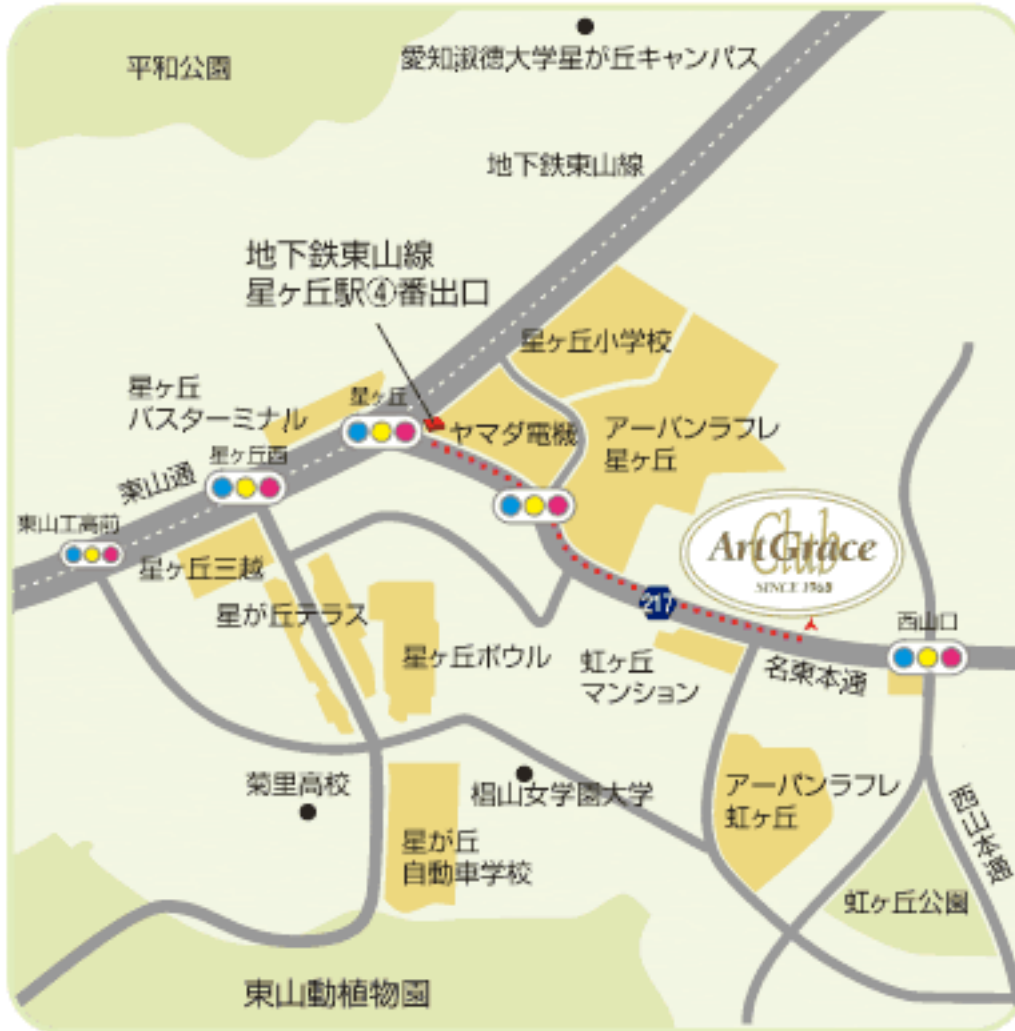 平和公園
愛知淑徳大学星が丘キャンパス
地下鉄東山線
地下鉄東山線
星ヶ丘駅④番出口
星ヶ丘小学校
星ヶ丘
バスターミナル
星ヶ丘
ヤマダ電機
アーバンラフレ
星ヶ丘
星ヶ丘西
東山通
東山工高前
星ヶ丘三越
星が丘テラス
Club
ArtGrace
SINCE 1968
217
西山口
星ヶ丘ボウル
虹ヶ丘
マンション
名東本通
菊里高校
椙山女学園大学
アーバンラフレ
虹ヶ丘
西山本通
星が丘
自動車学校
虹ヶ丘公園
東山動植物園